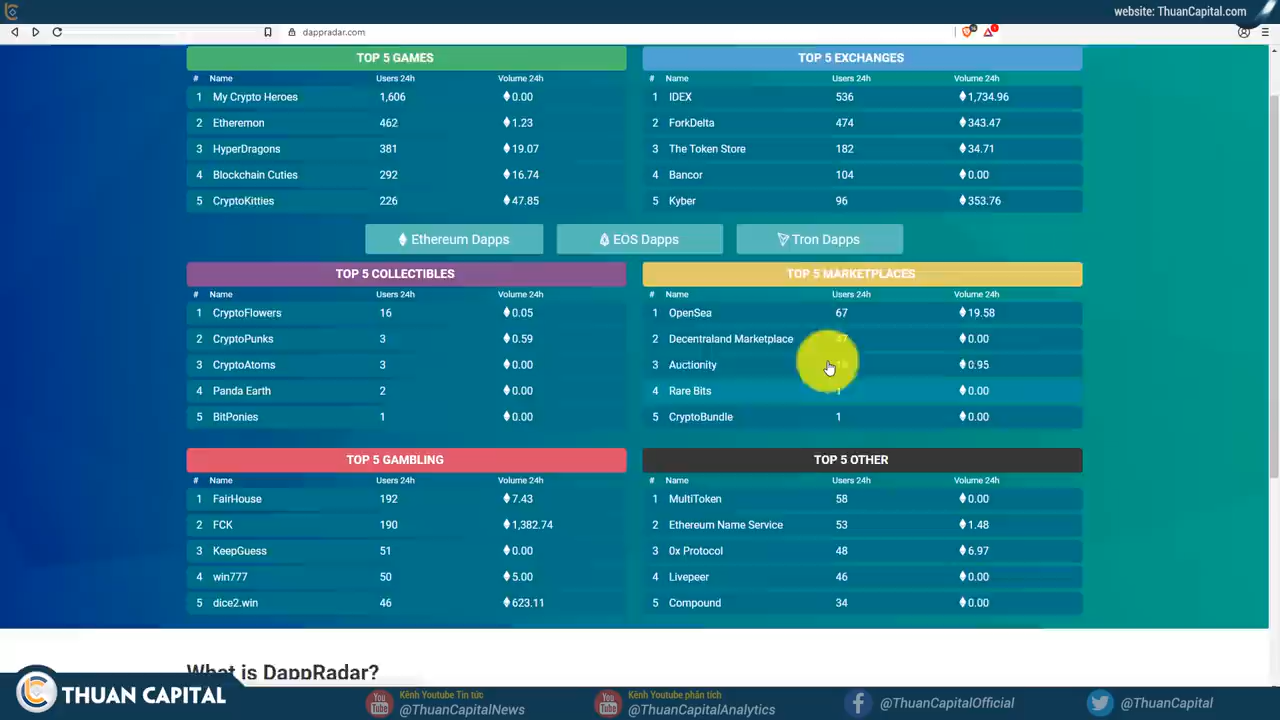 website: ThuanCapital.com
dappradar.com
TOP 5 GAMES
# Name Users 24h Volume 24h
1 My Crypto Heroes 1,606 0.00
2 Etheremon 462 1.23
3 HyperDragons 381 19.07
4 Blockchain Cuties 292 16.74
5 CryptoKitties 226 47.85
TOP 5 EXCHANGES
# Name Users 24h Volume 24h
1 IDEX 536 1,734.96
2 ForkDelta 474 343.47
3 The Token Store 182 34.71
4 Bancor 104 0.00
5 Kyber 96 353.76
Ethereum Dapps
EOS Dapps
Tron Dapps
TOP 5 COLLECTIBLES
# Name Users 24h Volume 24h
1 CryptoFlowers 16 0.05
2 CryptoPunks 3 0.59
3 CryptoAtoms 3 0.00
4 Panda Earth 2 0.00
5 BitPonies 1 0.00
TOP 5 MARKETPLACES
# Name Users 24h Volume 24h
1 OpenSea 67 19.58
2 Decentraland Marketplace 47 0.00
3 Auctionity 0.95
4 Rare Bits 1 0.00
5 CryptoBundle 1 0.00
TOP 5 GAMBLING
# Name Users 24h Volume 24h
1 FairHouse 192 7.43
2 FCK 190 1,382.74
3 KeepGuess 51 0.00
4 win777 50 5.00
5 dice2.win 46 623.11
TOP 5 OTHER
# Name Users 24h Volume 24h
1 MultiToken 58 0.00
2 Ethereum Name Service 53 1.48
3 0x Protocol 48 6.97
4 Livepeer 46 0.00
5 Compound 34 0.00
What is DappRadar?
THUAN CAPITAL
You Tube
Kênh Youtube Tin tức
@ThuanCapitalNews
You Tube
Kênh Youtube phân tích
@ThuanCapitalAnalytics
@ThuanCapitalOfficial
@ThuanCapital